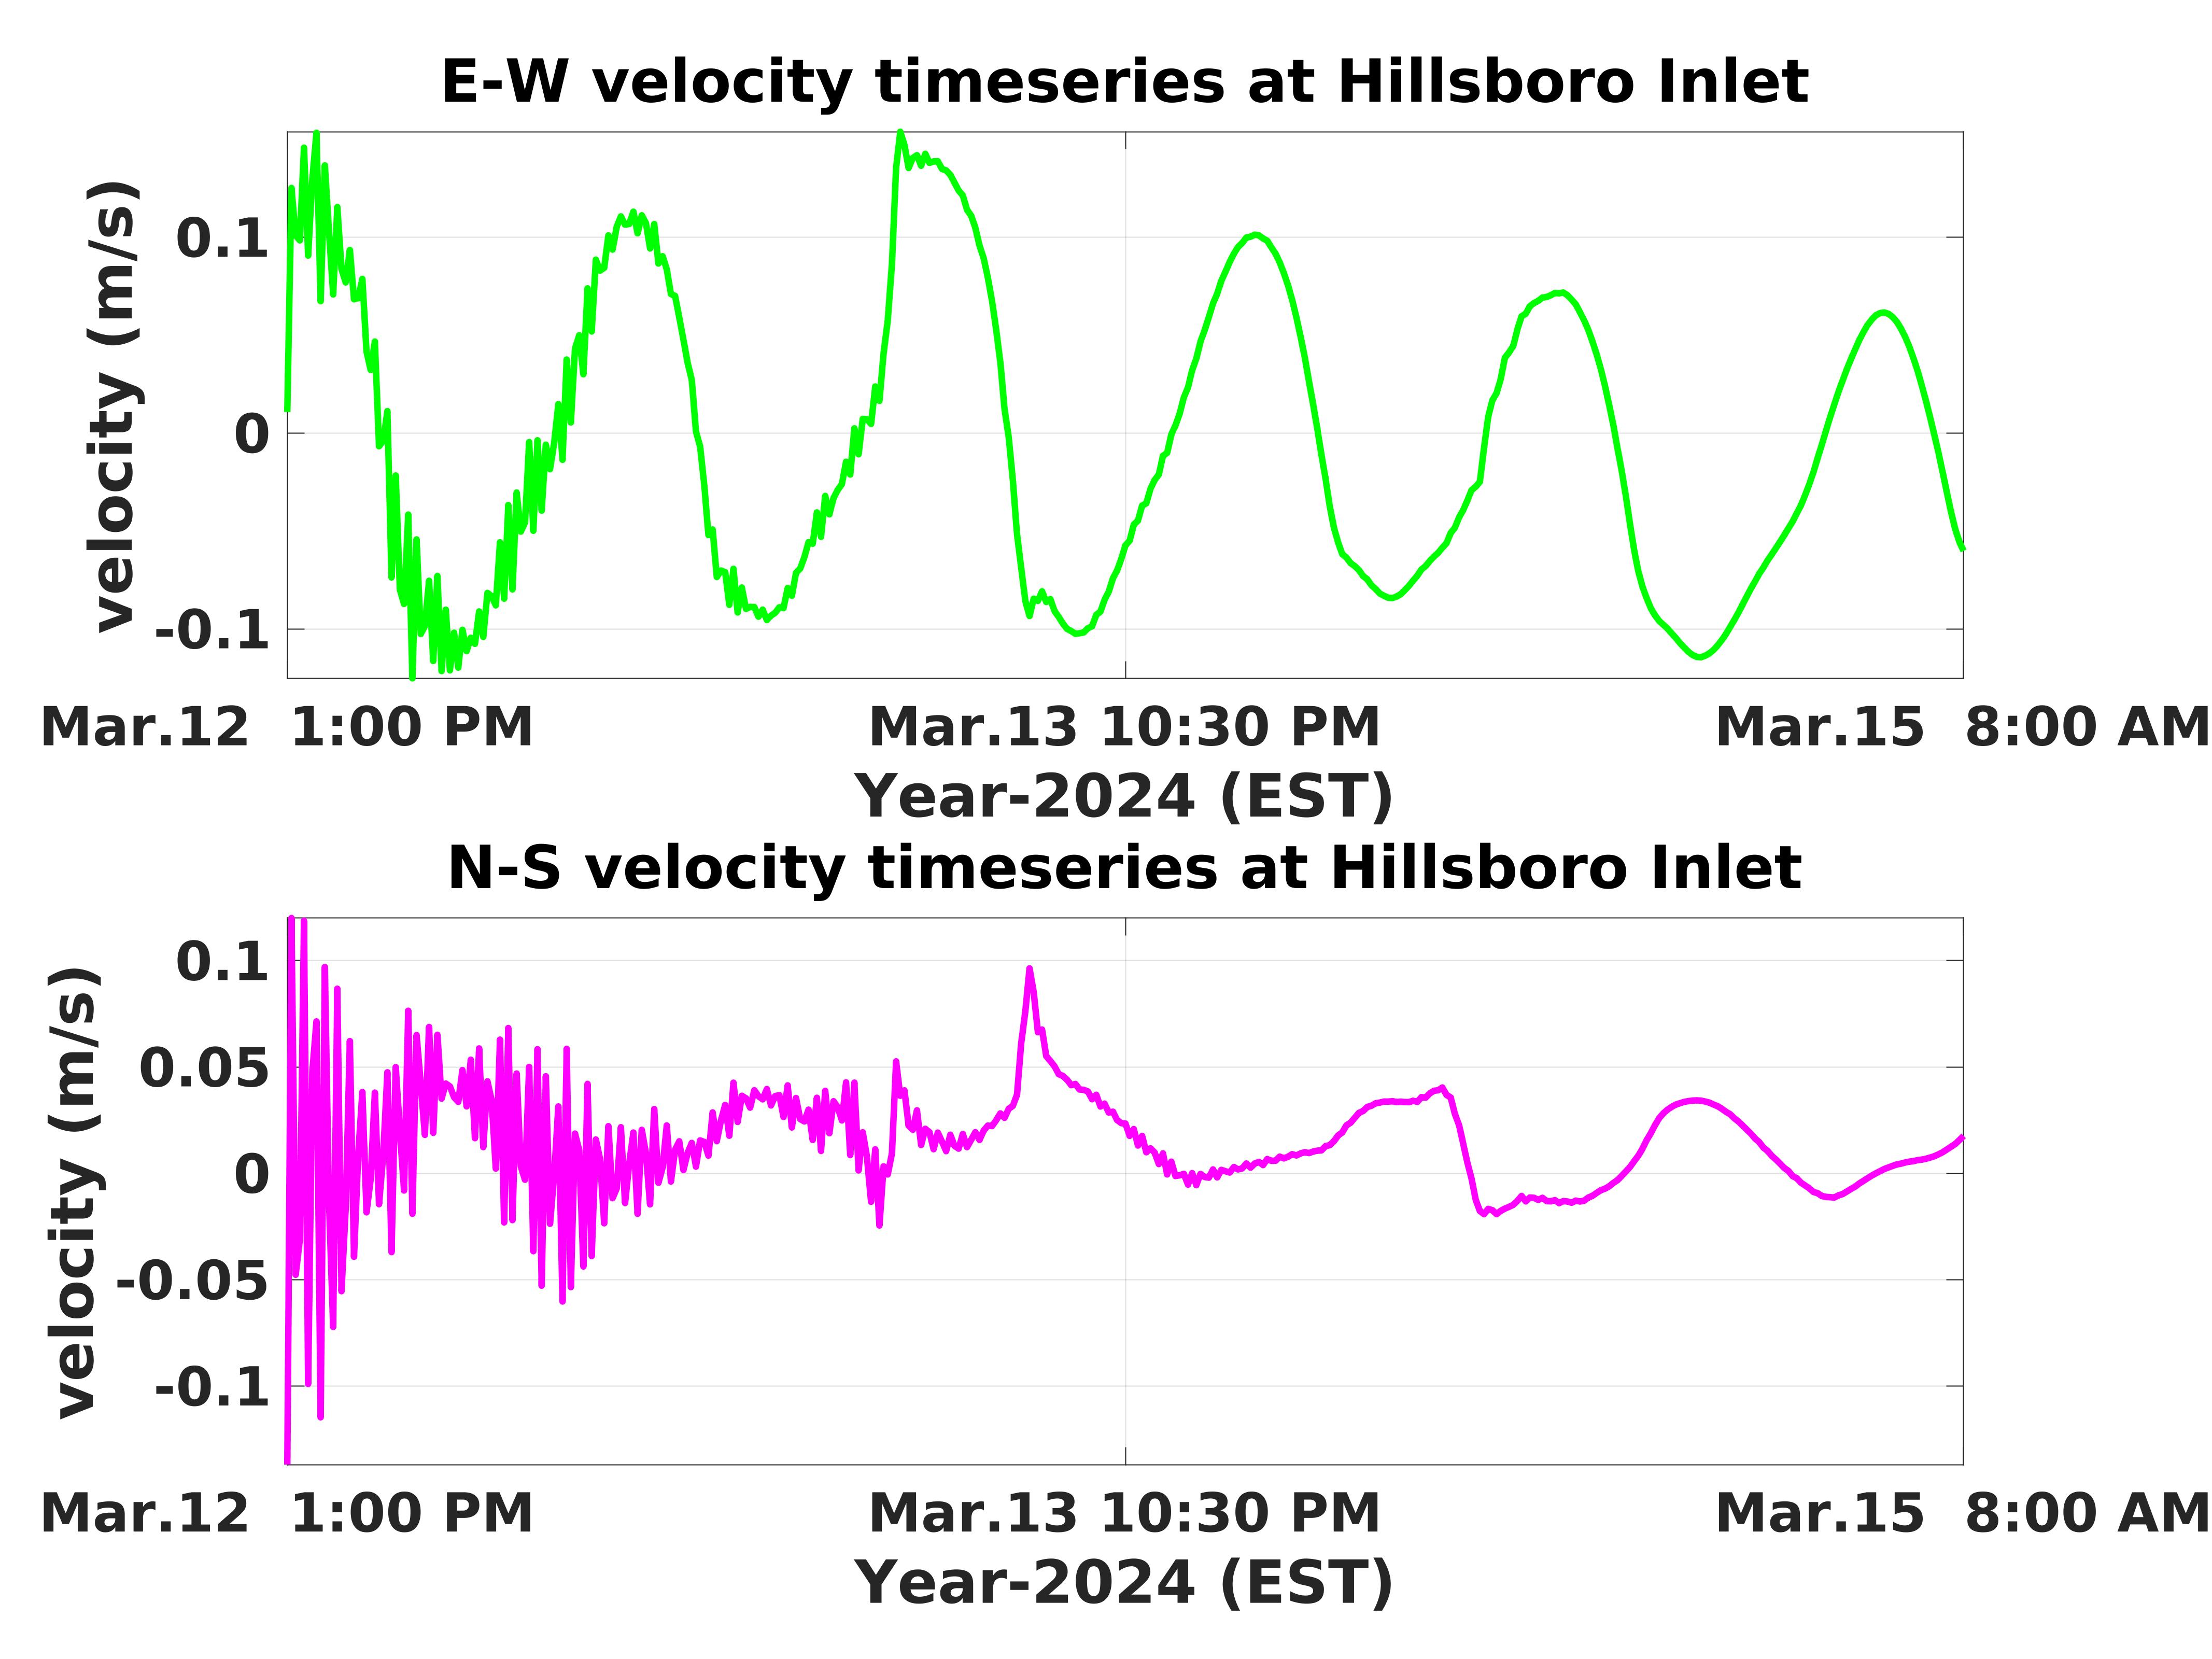 E-W velocity timeseries at Hillsboro Inlet
velocity (m/s)
0.1
0
-0.1
Mar.12 1:00 PM
Mar.13 10:30 PM
Mar.15 8:00 AM
Year-2024 (EST)
N-S velocity timeseries at Hillsboro Inlet
velocity (m/s)
0.1
0.05
0
-0.05
-0.1
Mar.12 1:00 PM
Mar.13 10:30 PM
Mar.15 8:00 AM
Year-2024 (EST)